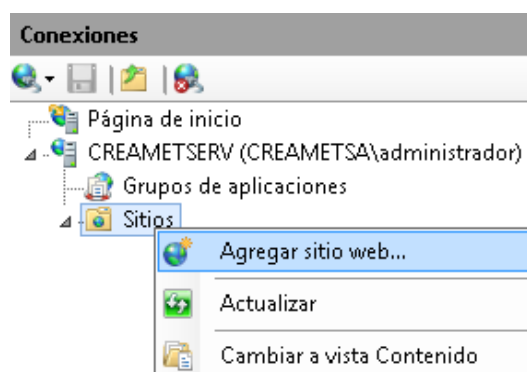 Conexiones
Página de inicio
CREAMETSERV (CREAMETSA\administrador)
Grupos de aplicaciones
Sitios
Agregar sitio web...
Actualizar
Cambiar a vista Contenido